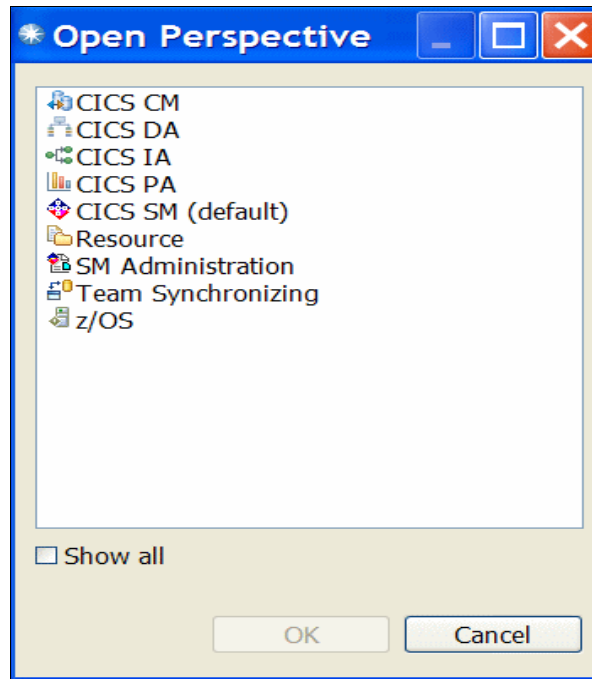 Open Perspective
CICS CM
CICS DA
CICS IA
CICS PA
CICS SM (default)
Resource
SM Administration
Team Synchronizing
z/OS
Show all
OK
Cancel